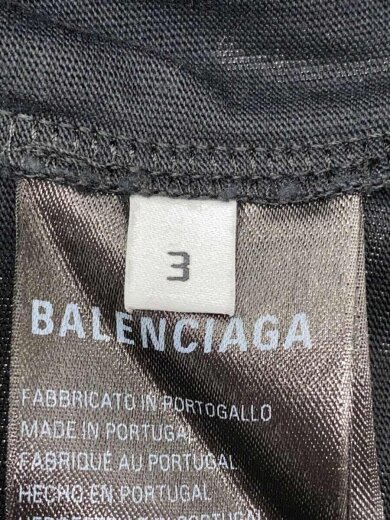 3
BALENCIAGA
FABBRICATO IN PORTOGALLO
MADE IN PORTUGAL
FABRIQUÉ AU PORTUGAL
HECHO EN PORTUGAL